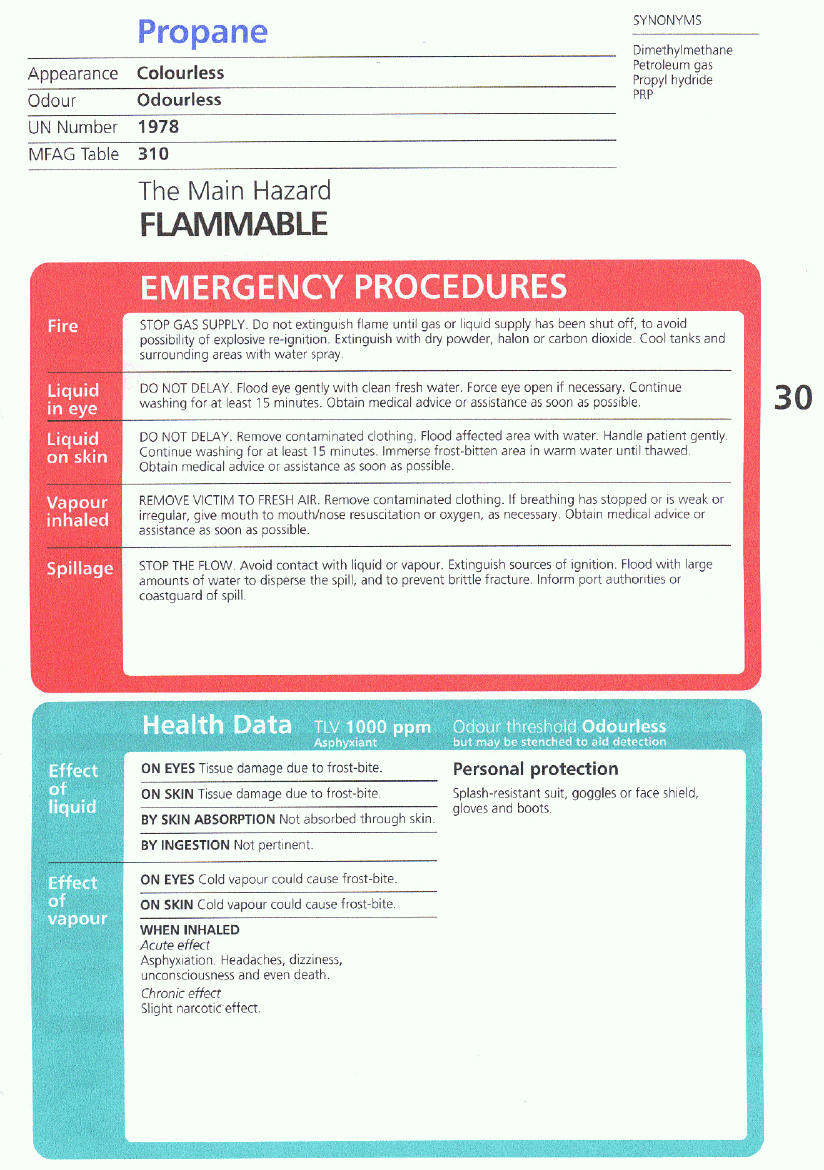 Propane
SYNONYMS
Dimethylmethane
Petroleum gas
Propyl hydride
PRP
Appearance Colourless
Odour Odourless
UN Number 1978
MFAG Table 310
The Main Hazard
FLAMMABLE
EMERGENCY PROCEDURES
Fire
STOP GAS SUPPLY. Do not extinguish flame until gas or liquid supply has been shut off, to avoid
possibility of explosive re-ignition. Extinguish with dry powder, halon or carbon dioxide. Cool tanks and
surrounding areas with water spray.
Liquid
in eye
DO NOT DELAY. Flood eye gently with clean fresh water. Force eye open if necessary. Continue
washing for at least 15 minutes. Obtain medical advice or assistance as soon as possible.
30
Liquid
on skin
DO NOT DELAY. Remove contaminated clothing. Flood affected area with water. Handle patient gently.
Continue washing for at least 15 minutes. Immerse frost-bitten area in warm water until thawed.
Obtain medical advice or assistance as soon as possible.
Vapour
inhaled
REMOVE VICTIM TO FRESH AIR. Remove contaminated clothing. If breathing has stopped or is weak or
irregular, give mouth to mouth/nose resuscitation or oxygen, as necessary. Obtain medical advice or
assistance as soon as possible.
Spillage
STOP THE FLOW. Avoid contact with liquid or vapour. Extinguish sources of ignition. Flood with large
amounts of water to disperse the spill, and to prevent brittle fracture. Inform port authorities or
coastguard of spill.
Health Data TLV 1000 ppm
Asphyxiant
Odour threshold Odourless
but may be stenched to aid detection
Effect
of
liquid
ON EYES Tissue damage due to frost-bite.
ON SKIN Tissue damage due to frost-bite.
BY SKIN ABSORPTION Not absorbed through skin.
BY INGESTION Not pertinent.
Personal protection
Splash-resistant suit, goggles or face shield,
gloves and boots.
Effect
of
vapour
ON EYES Cold vapour could cause frost-bite.
ON SKIN Cold vapour could cause frost-bite.
WHEN INHALED
Acute effect
Asphyxiation. Headaches, dizziness,
unconsciousness and even death.
Chronic effect
Slight narcotic effect.